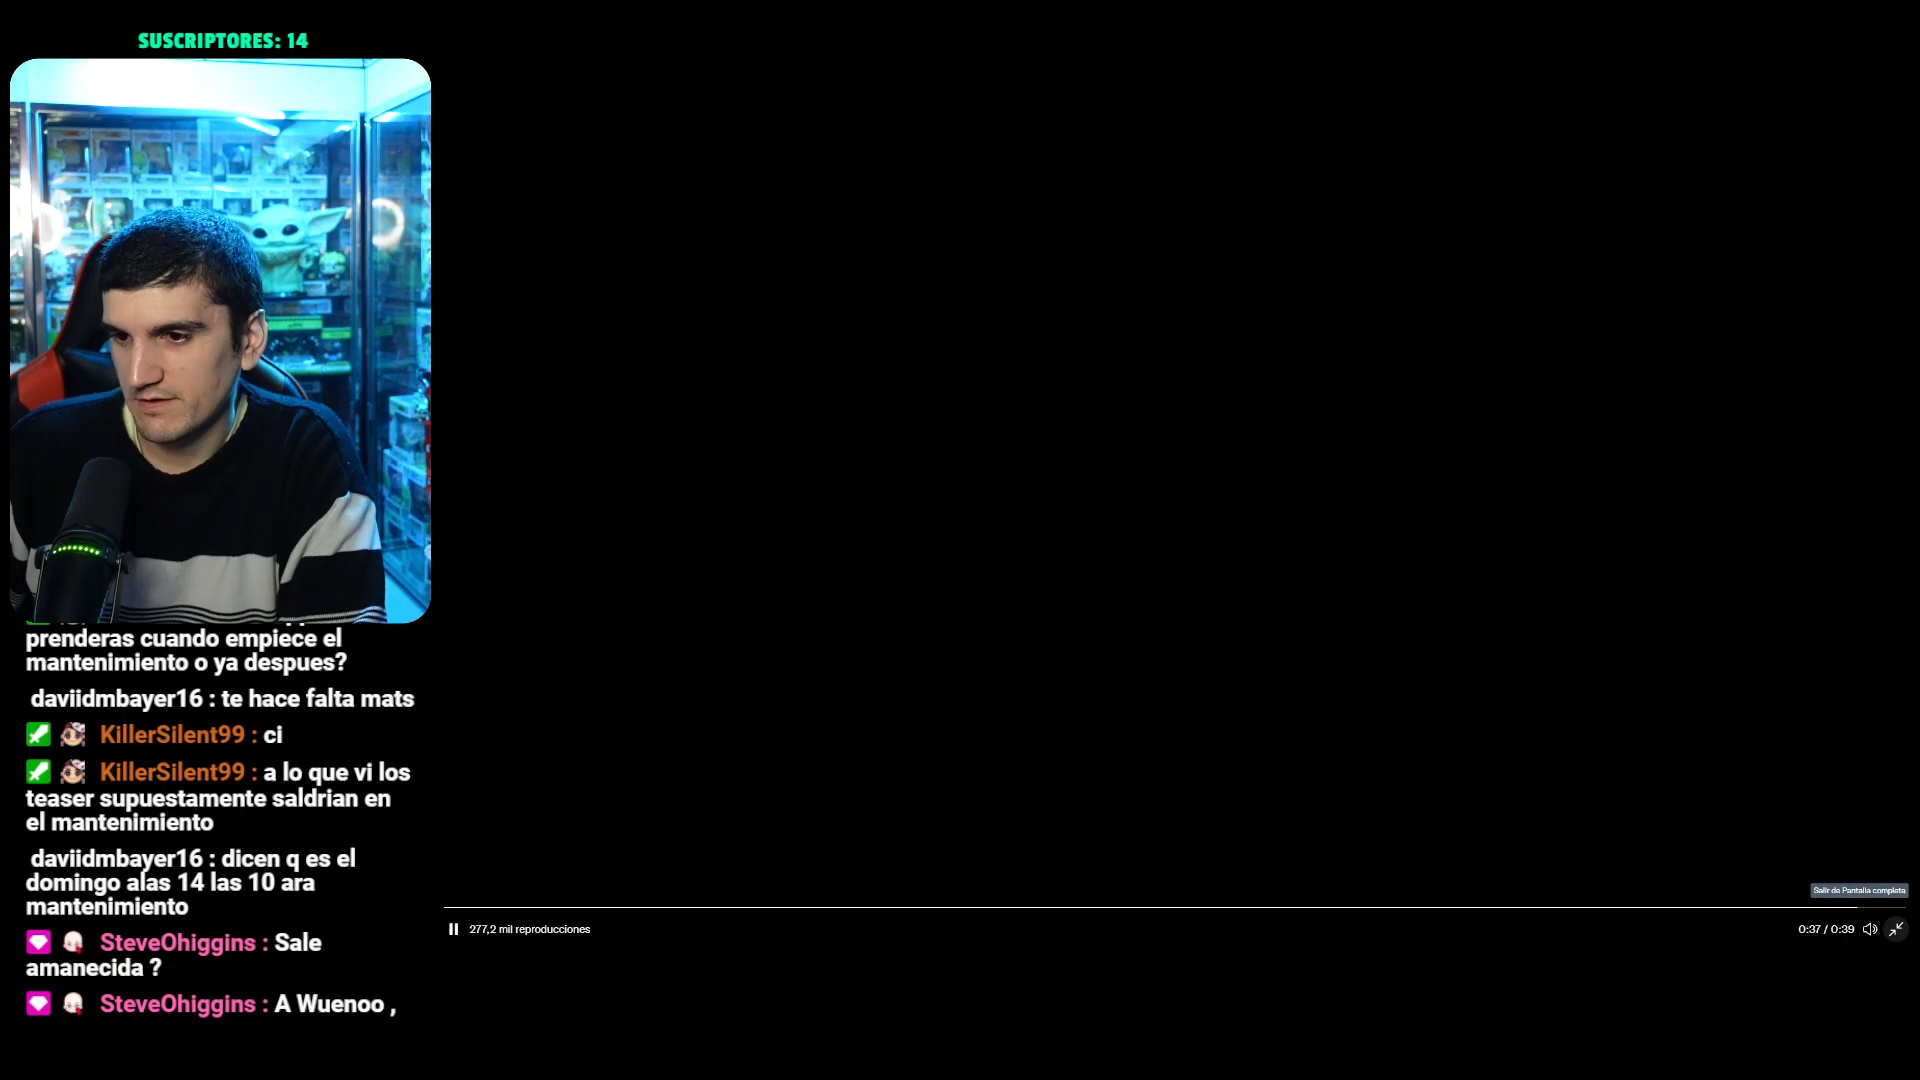 SUSCRIPTORES: 14
prenderas cuando empiece el
mantenimiento o ya despues?
daviidmbayer16 : te hace falta mats
KillerSilent99 : ci
KillerSilent99 : a lo que vi los
teaser supuestamente saldrian en
el mantenimiento
daviidmbayer16 : dicen q es el
domingo alas 14 las 10 ara
mantenimiento
SteveOhiggins : Sale
amanecida ?
SteveOhiggins : A Wuenoo ,
Salir de Pantalla completa
277,2 mil reproducciones
0:37 / 0:39